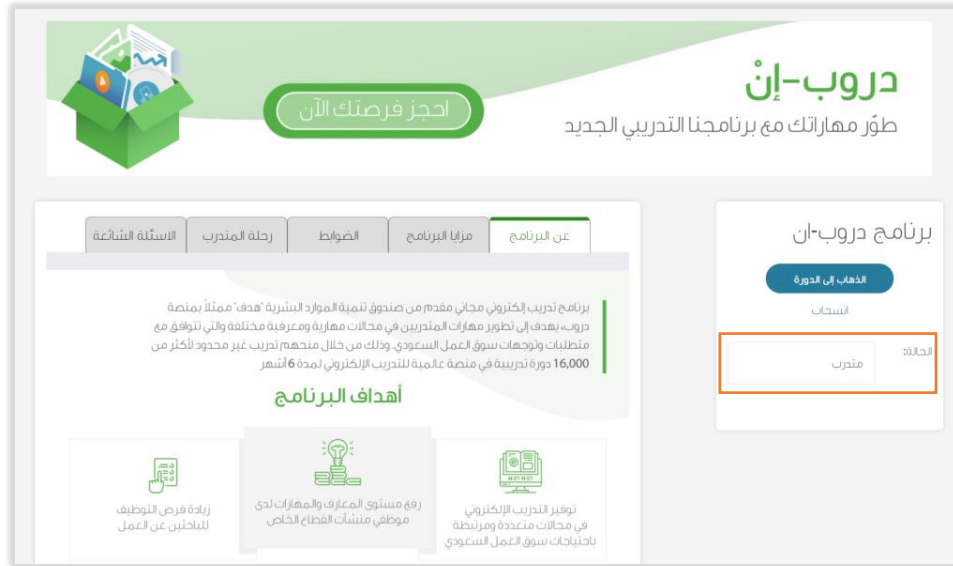 دروب-إنْ
طوّر مهاراتك مع برنامجنا التدريبي الجديد
احجز فرصتك الآن
برنامج دروب-ان
الذهاب إلى الدورة
انسحاب
الحالة:
متدرب
عن البرنامج
مزايا البرنامج
الضوابط
رحلة المتدرب
الاسئلة الشائعة
برنامج تدريب إلكتروني مجاني مقدم من صندوق تنمية الموارد البشرية "هدف" ممثلاً بمنصة
دروب، يهدف إلى تطوير مهارات المتدربين في مجالات مهارية ومعرفية مختلفة والتي تتوافق مع
متطلبات وتوجهات سوق العمل السعودي. وذلك من خلال منحهم تدريب غير محدود لأكثر من
16,000 دورة تدريبية في منصة عالمية للتدريب الإلكتروني لمدة 6 أشهر
أهداف البرنامج
توفير التدريب الإلكتروني
في مجالات متعددة ومرتبطة
باحتياجات سوق العمل السعودي
رفع مستوى المعارف والمهارات لدى
موظفي منشآت القطاع الخاص
زيادة فرص التوظيف
للباحثين عن العمل